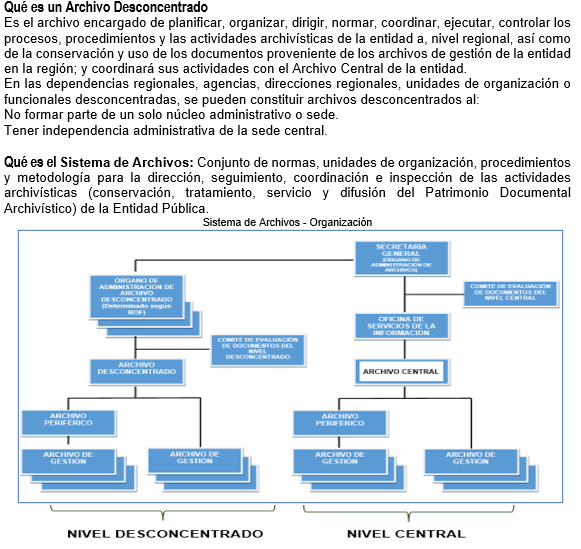 Qué es un Archivo Desconcentrado
Es el archivo encargado de planificar, organizar, dirigir, normar, coordinar, ejecutar, controlar los
procesos, procedimientos y las actividades archivísticas de la entidad a, nivel regional, así como
de la conservación y uso de los documentos proveniente de los archivos de gestión de la entidad
en la región; y coordinará sus actividades con el Archivo Central de la entidad.
En las dependencias regionales, agencias, direcciones regionales, unidades de organización o
funcionales desconcentradas, se pueden constituir archivos desconcentrados al:
No formar parte de un solo núcleo administrativo o sede.
Tener independencia administrativa de la sede central.
Qué es el Sistema de Archivos: Conjunto de normas, unidades de organización, procedimientos
y metodología para la dirección, seguimiento, coordinación e inspección de las actividades
archivísticas (conservación, tratamiento, servicio y difusión del Patrimonio Documental
Archivístico) de la Entidad Pública.
Sistema de Archivos - Organización
SECRETARÍA
GENERAL
(ÓRGANO DE
ADMINISTRACIÓN DE
ARCHIVOS)
ÓRGANO DE
ADMINISTRACIÓN DE
ARCHIVO
DESCONCENTRADO
(Determinado según
ROF)
COMITÉ DE EVALUACIÓN
DE DOCUMENTOS DEL
NIVEL CENTRAL
OFICINA DE
SERVICIOS DE LA
INFORMACIÓN
COMITÉ DE EVALUACIÓN
DE DOCUMENTOS DEL
NIVEL
DESCONCENTRADO
ARCHIVO
DESCONCENTRADO
ARCHIVO CENTRAL
ARCHIVO
PERIFÉRICO
ARCHIVO
PERIFÉRICO
ARCHIVO DE
GESTIÓN
ARCHIVO DE
GESTIÓN
ARCHIVO DE
GESTIÓN
ARCHIVO DE
GESTIÓN
NIVEL DESCONCENTRADO
NIVEL CENTRAL